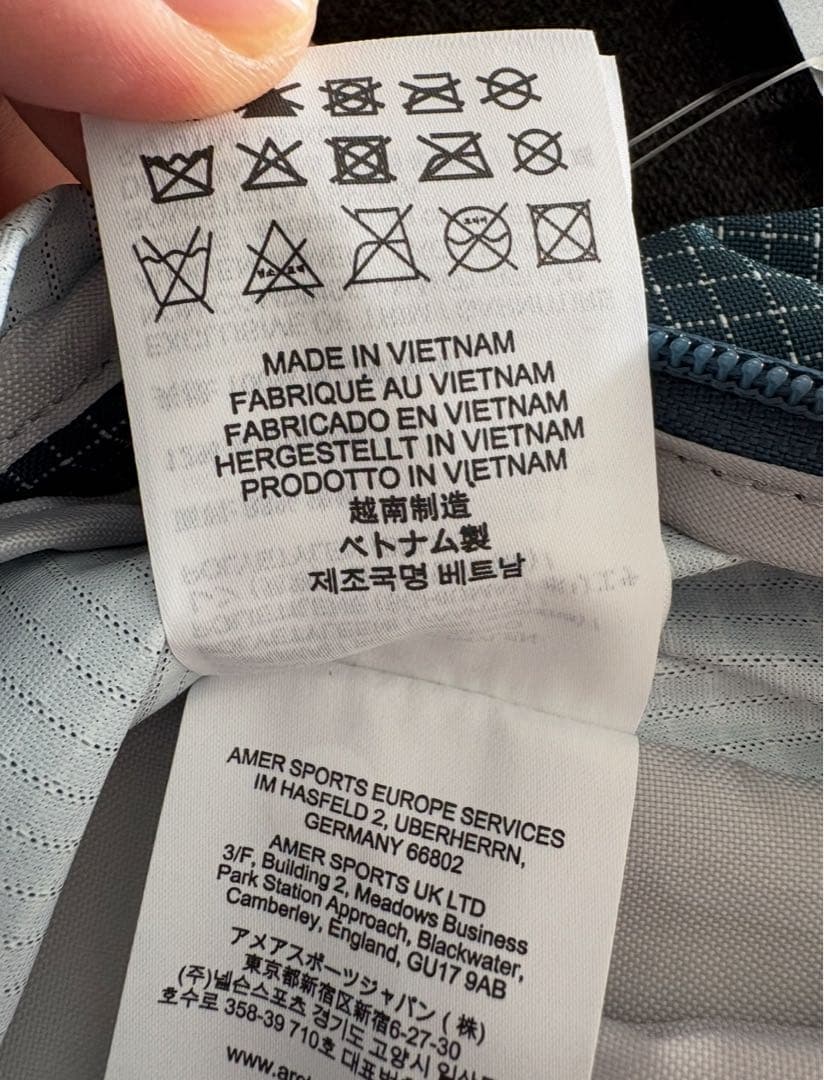 MADE IN VIETNAM
FABRIQUÉ AU VIETNAM
FABRICADO EN VIETNAM
HERGESTELLT IN VIETNAM
PRODOTTO IN VIETNAM
越南制造
ベトナム製
제조국명 베트남
AMER SPORTS EUROPE SERVICES
IM HASFELD 2, UBERHERRN,
GERMANY 66802
AMER SPORTS UK LTD
3/F, Building 2, Meadows Business
Park Station Approach, Blackwater,
Camberley, England, GU17 9AB
アメアスポーツジャパン（株）
東京都新宿区新宿6-27-30
(주)넬슨스포츠 경기도 고양시
호수로 358-39 710호 대표번
www.arc